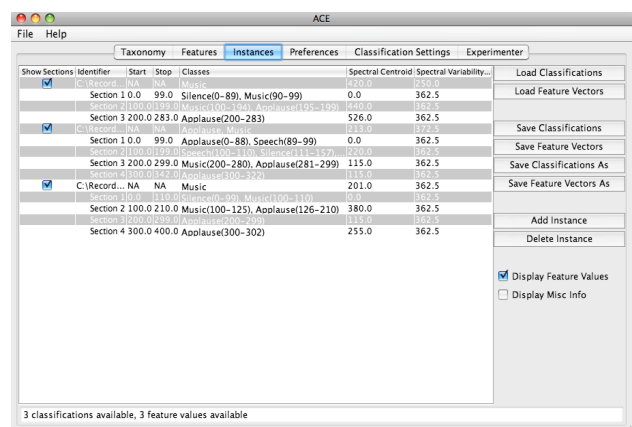 ACE
File Help
Taxonomy Features Instances Preferences Classification Settings Experimenter
Show Sections Identifier Start Stop Classes Spectral Centroid Spectral Variability...
C:\Record... NA NA Music 420.0 250.0
Section 1 0.0 99.0 Silence(0-89), Music(90-99) 0.0 362.5
Section 2 100.0 199.0 Music(100-194), Applause(195-199) 440.0 362.5
Section 3 200.0 283.0 Applause(200-283) 526.0 362.5
C:\Record... NA NA Applause, Music 213.0 372.5
Section 1 0.0 99.0 Applause(0-88), Speech(89-99) 0.0 362.5
Section 2 100.0 199.0 Speech(100-110), Silence(111-157) 220.0 362.5
Section 3 200.0 299.0 Music(200-280), Applause(281-299) 115.0 362.5
Section 4 300.0 342.0 Applause(300-322) 115.0 362.5
C:\Record... NA NA Music 201.0 362.5
Section 1 0.0 110.0 Silence(0-99), Music(100-110) 0.0 362.5
Section 2 100.0 210.0 Music(100-125), Applause(126-210) 380.0 362.5
Section 3 200.0 299.0 Applause(200-299) 115.0 362.5
Section 4 300.0 400.0 Applause(300-302) 255.0 362.5
Load Classifications
Load Feature Vectors
Save Classifications
Save Feature Vectors
Save Classifications As
Save Feature Vectors As
Add Instance
Delete Instance
Display Feature Values
Display Misc Info
3 classifications available, 3 feature values available